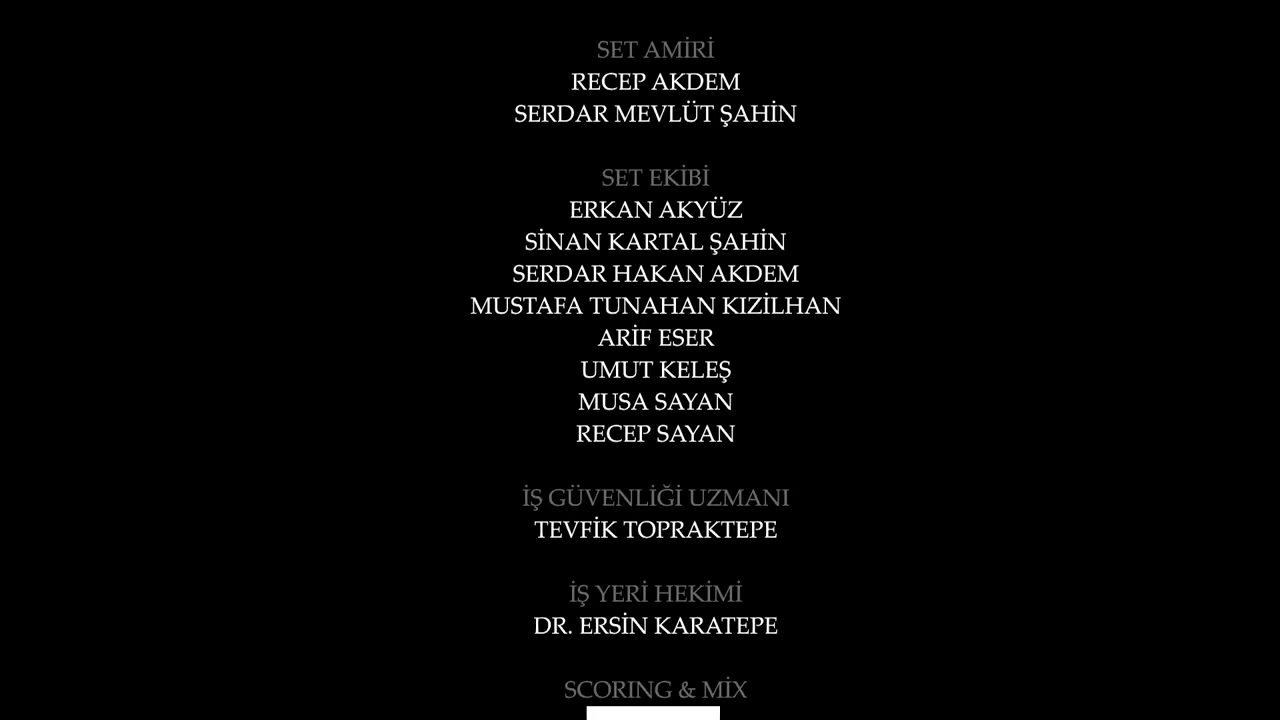 SET AMİRİ
RECEP AKDEM
SERDAR MEVLÜT ŞAHİN
SET EKİBİ
ERKAN AKYÜZ
SİNAN KARTAL ŞAHİN
SERDAR HAKAN AKDEM
MUSTAFA TUNAHAN KIZİLHAN
ARİF ESER
UMUT KELEŞ
MUSA SAYAN
RECEP SAYAN
İŞ GÜVENLİĞİ UZMANI
TEVFİK TOPRAKTEPE
İŞ YERİ HEKİMİ
DR. ERSİN KARATEPE
SCORING & MİX